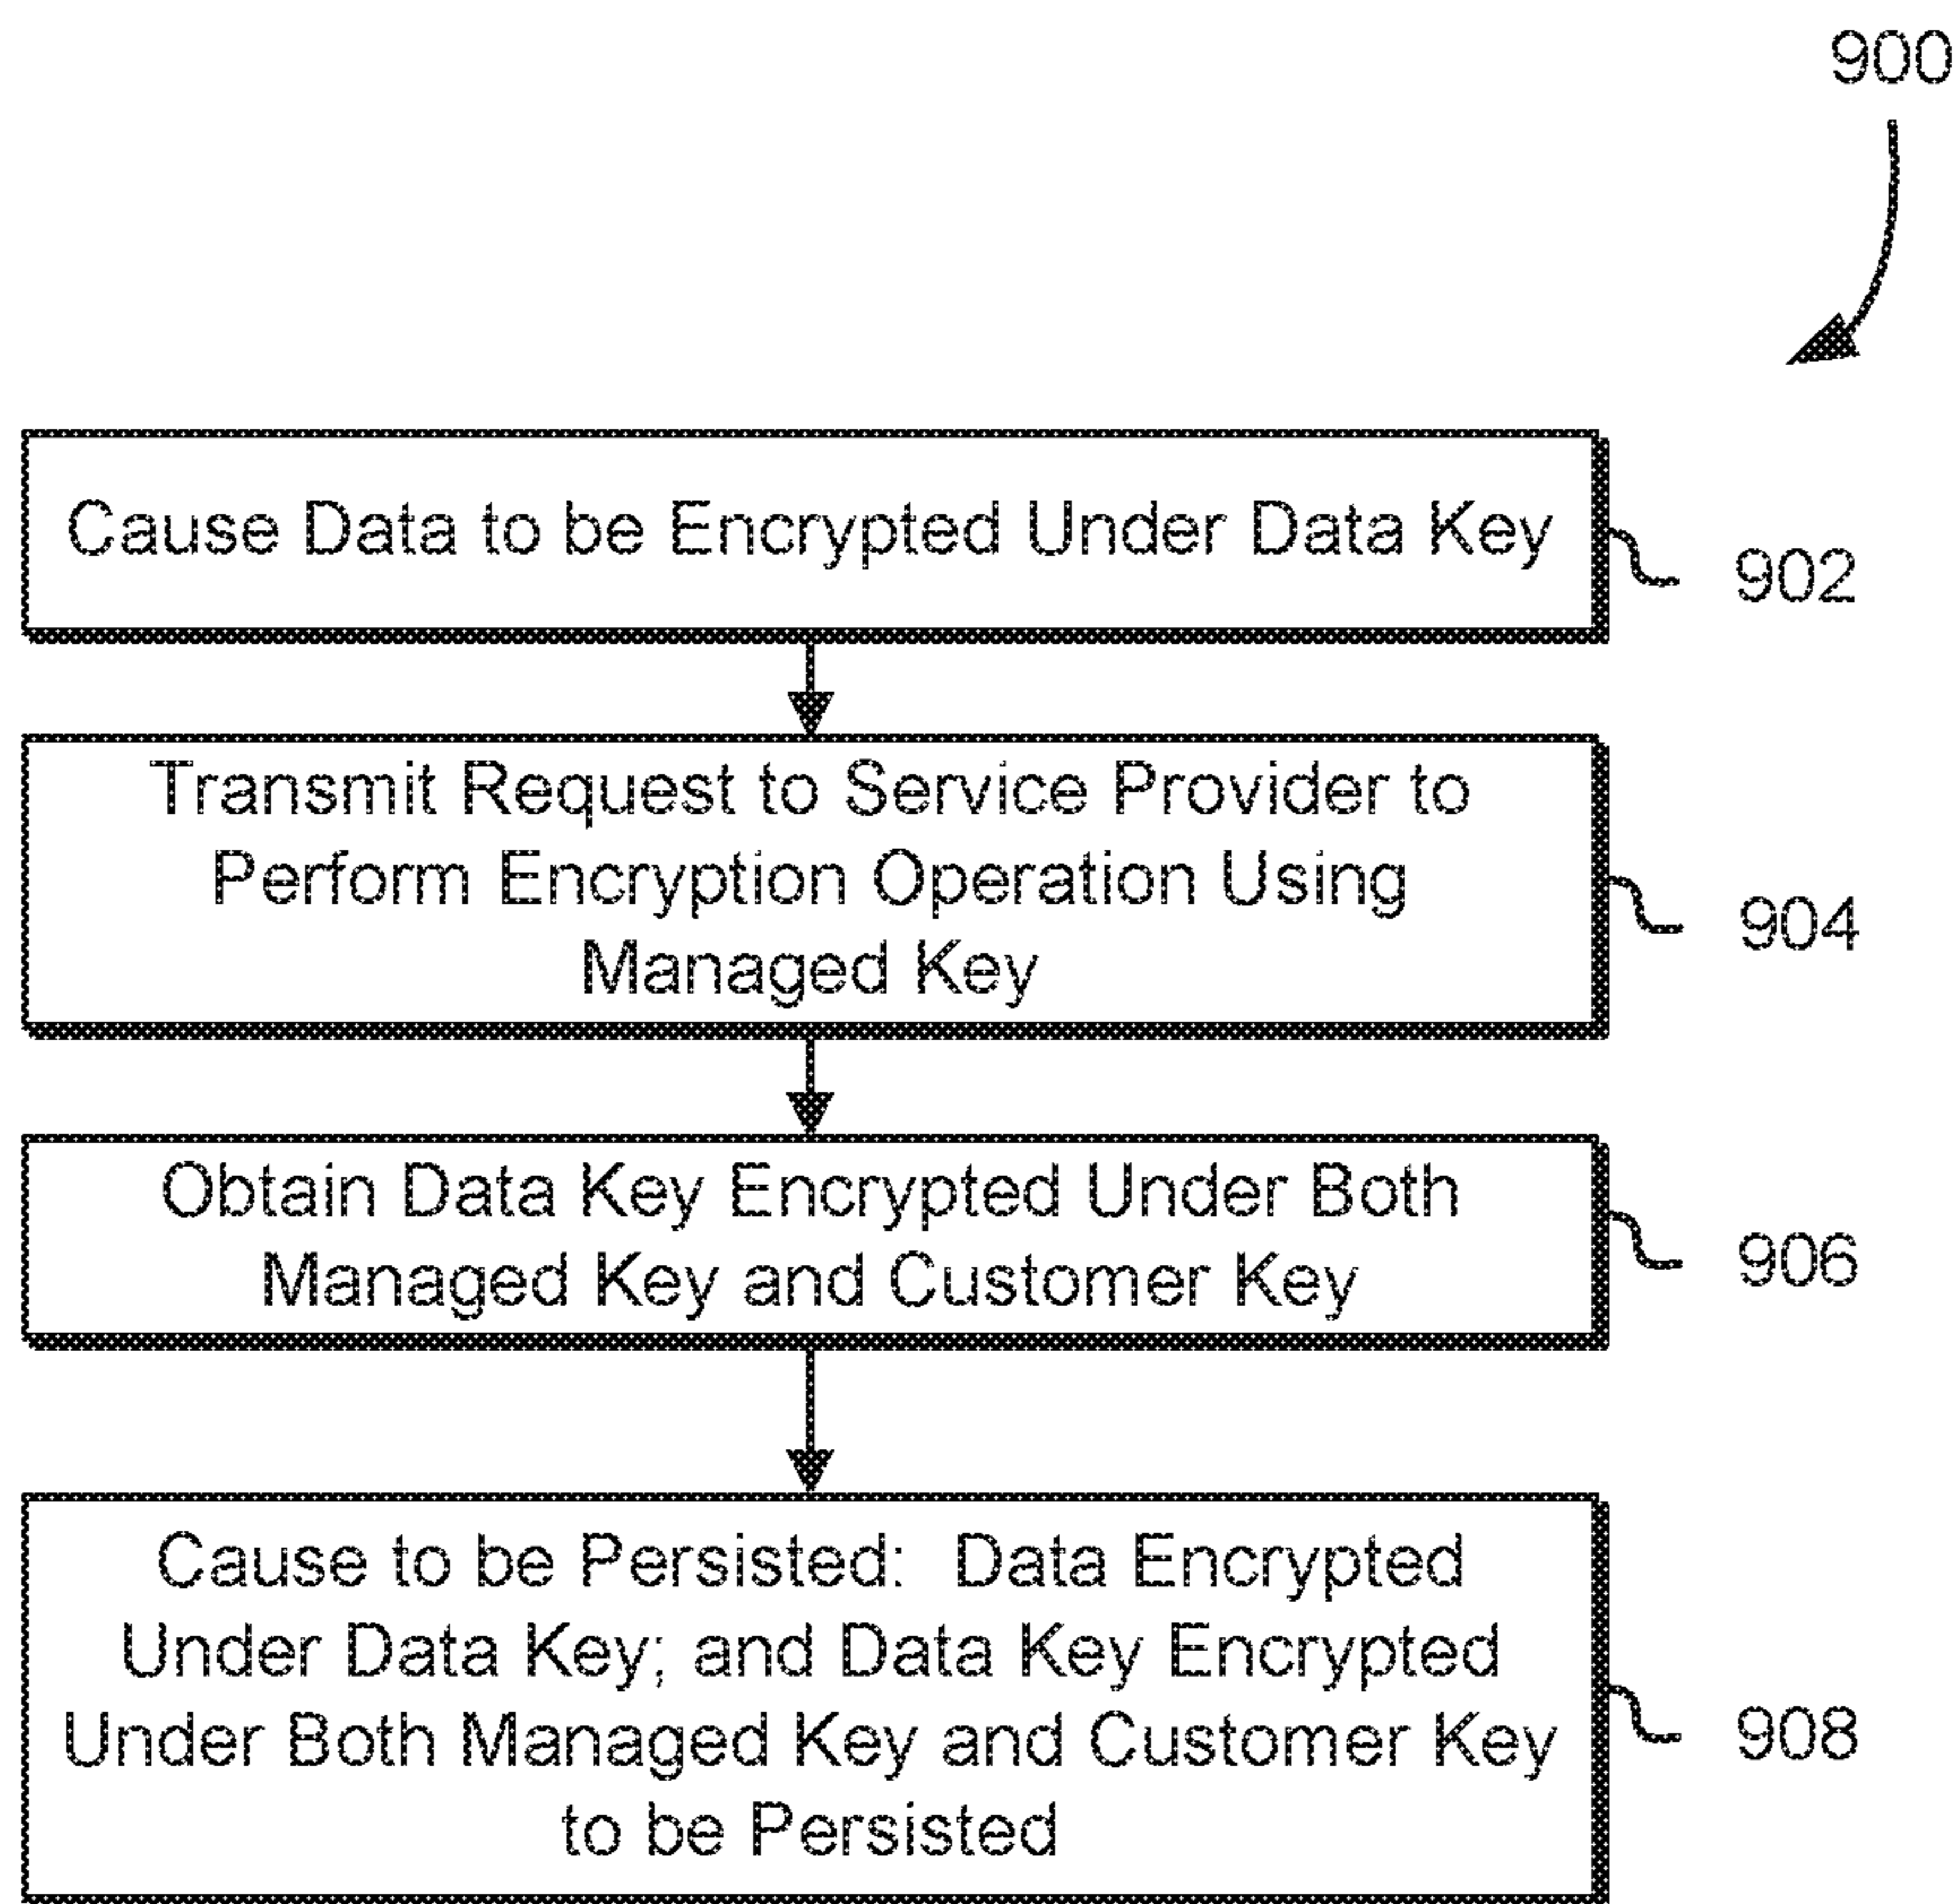 900
Cause Data to be Encrypted Under Data Key
902
Transmit Request to Service Provider to
Perform Encryption Operation Using
Managed Key
904
Obtain Data Key Encrypted Under Both
Managed Key and Customer Key
906
Cause to be Persisted: Data Encrypted
Under Data Key; and Data Key Encrypted
Under Both Managed Key and Customer Key
to be Persisted
908